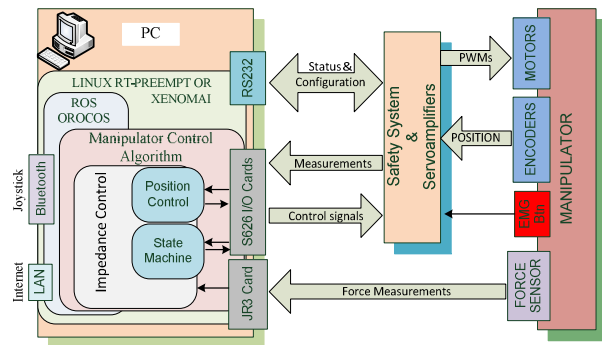 PC
LINUX RT-PREEMPT OR
XENOMAI
ROS
OROCOS
Manipulator Control
Algorithm
Impedance Control
Position
Control
State
Machine
Joystick
Bluetooth
Internet
LAN
RS232
S626 I/O Cards
JR3 Card
Status &
Configuration
Measurements
Control signals
Force Measurements
Safety System
&
Servoamplifiers
PWMs
POSITION
MOTORS
ENCODERS
EMG
Btn
FORCE
SENSOR
MANIPULATOR